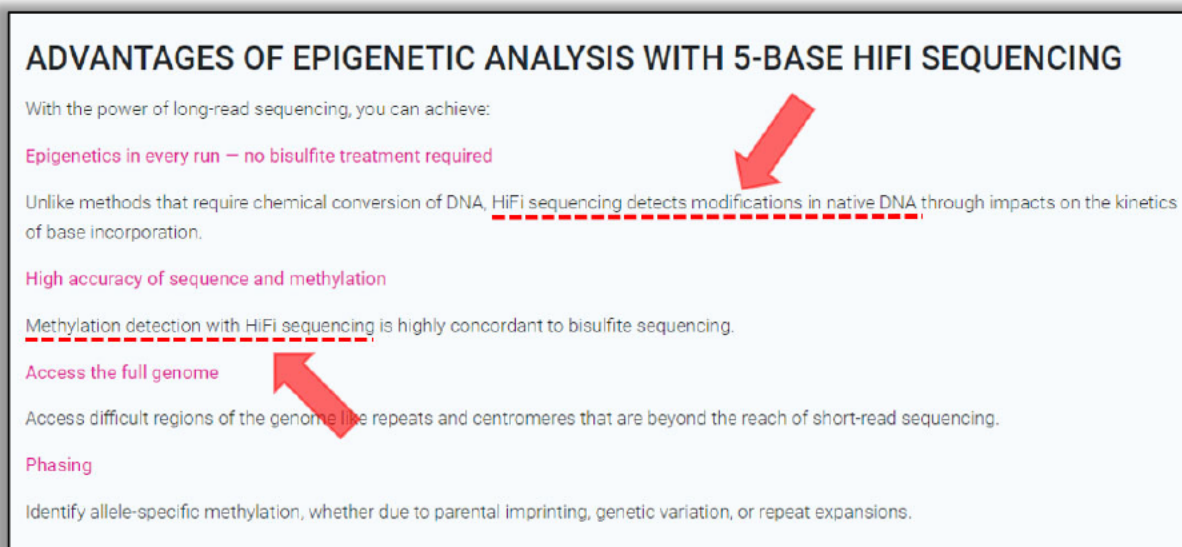 ADVANTAGES OF EPIGENETIC ANALYSIS WITH 5-BASE HIFI SEQUENCING
With the power of long-read sequencing, you can achieve:
Epigenetics in every run — no bisulfite treatment required
Unlike methods that require chemical conversion of DNA, HiFi sequencing detects modifications in native DNA through impacts on the kinetics
of base incorporation.
High accuracy of sequence and methylation
Methylation detection with HiFi sequencing is highly concordant to bisulfite sequencing.
Access the full genome
Access difficult regions of the genome like repeats and centromeres that are beyond the reach of short-read sequencing.
Phasing
Identify allele-specific methylation, whether due to parental imprinting, genetic variation, or repeat expansions.